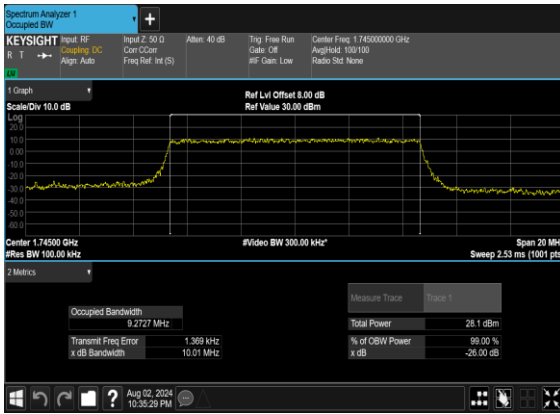 Spectrum Analyzer 1
Occupied BW
KEYSIGHT
R T
Input: RF
Coupling: DC
Align: Auto
Input Z: 50 Ω
Corr CCorr
Freq Ref: Int (S)
Atten: 40 dB
Trig: Free Run
Gate: Off
#IF Gain: Low
Center Freq: 1.745000000 GHz
Avg|Hold: 100/100
Radio Std: None
1 Graph
Scale/Div 10.0 dB
Ref Lvl Offset 8.00 dB
Ref Value 30.00 dBm
Log
20.0
10.0
0.00
-10.0
-20.0
-30.0
-40.0
-50.0
-60.0
Center 1.74500 GHz
#Res BW 100.00 kHz
#Video BW 300.00 kHz*
Span 20 MH
Sweep 2.53 ms (1001 pts
2 Metrics
Measure Trace
Trace 1
Occupied Bandwidth
9.2727 MHz
Total Power
28.1 dBm
Transmit Freq Error
1.369 kHz
% of OBW Power
99.00 %
x dB Bandwidth
10.01 MHz
x dB
-26.00 dB
?
Aug 02, 2024
10:35:29 PM